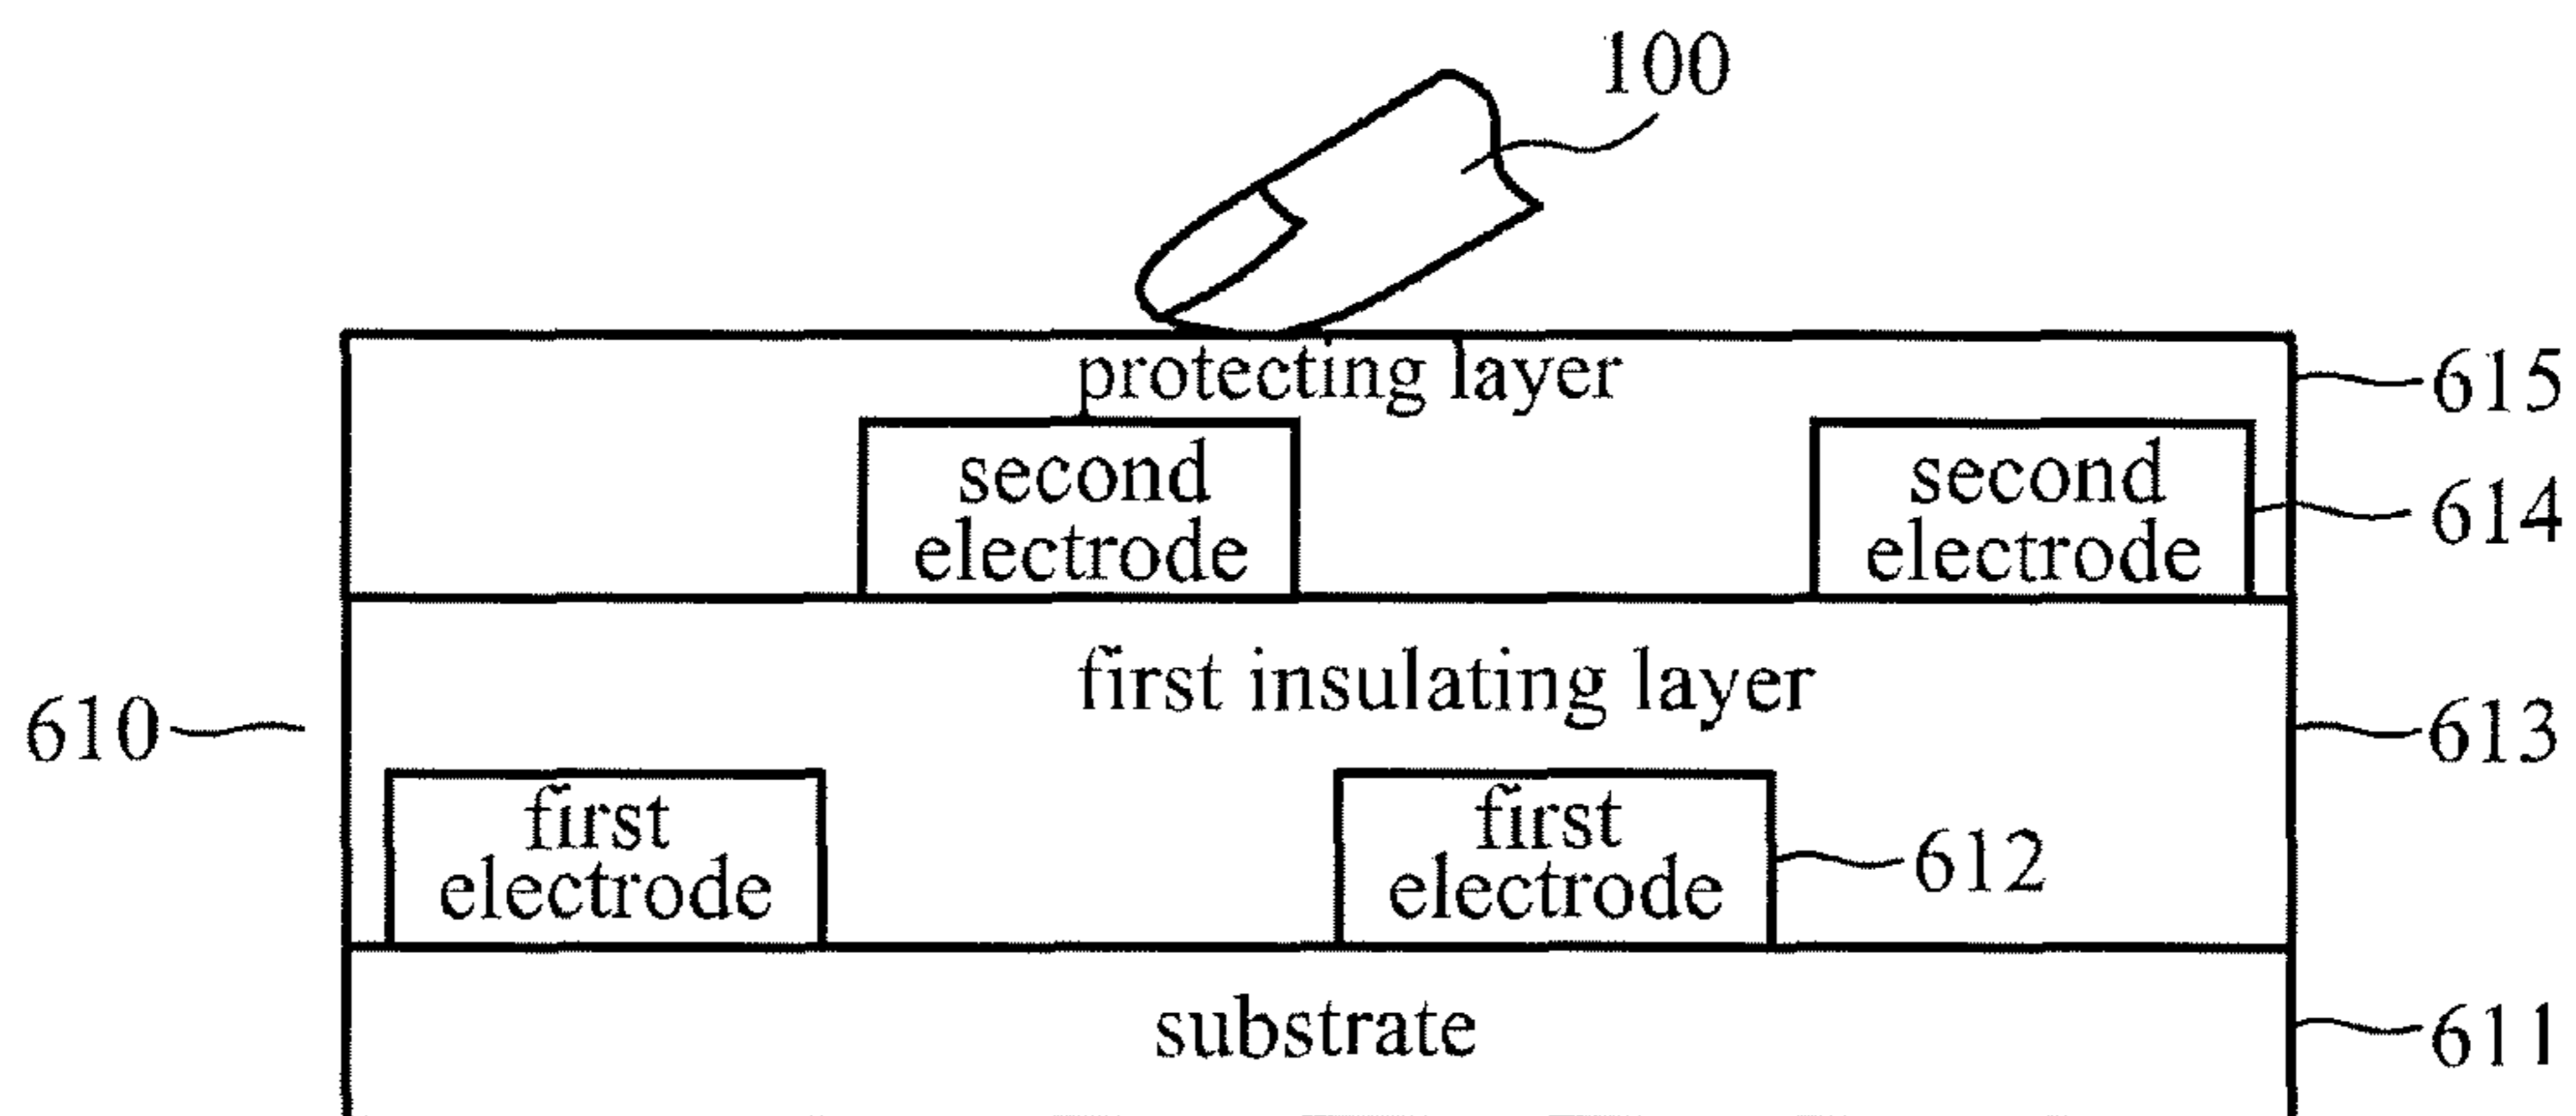 100
protecting layer
615
second
electrode
second
electrode
614
first insulating layer
610
613
first
electrode
first
electrode
612
substrate
611